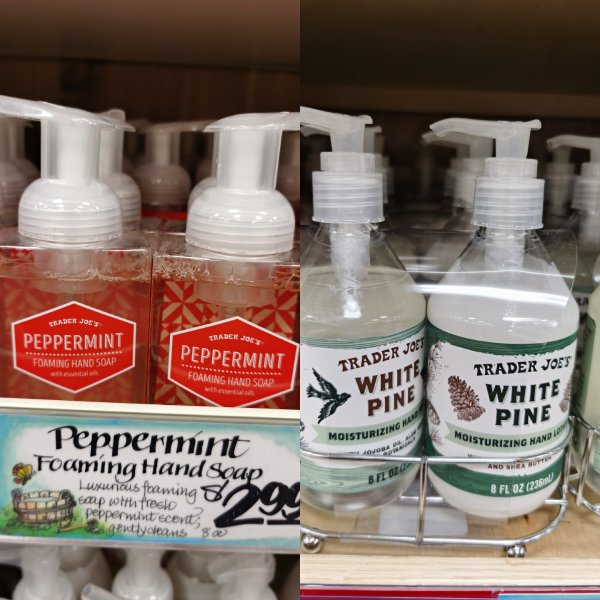 TRADER JOE'S
PEPPERMINT
FOAMING HAND SOAP
with essential oils
TRADER JOE'S
PEPPERMINT
FOAMING HAND SOAP
with essential oils
Peppermint
Foaming Hand Soap
Luxurious foaming
soap with fresh
peppermint scent,
gently cleans
8 oz
$2.99
TRADER JOE'S
WHITE
PINE
MOISTURIZING HAND
WITH JOJOBA OIL,
8 FL OZ
TRADER JOE'S
WHITE
PINE
MOISTURIZING HAND LOTION
AND SHEA BUTTER
8 FL OZ (236mL)